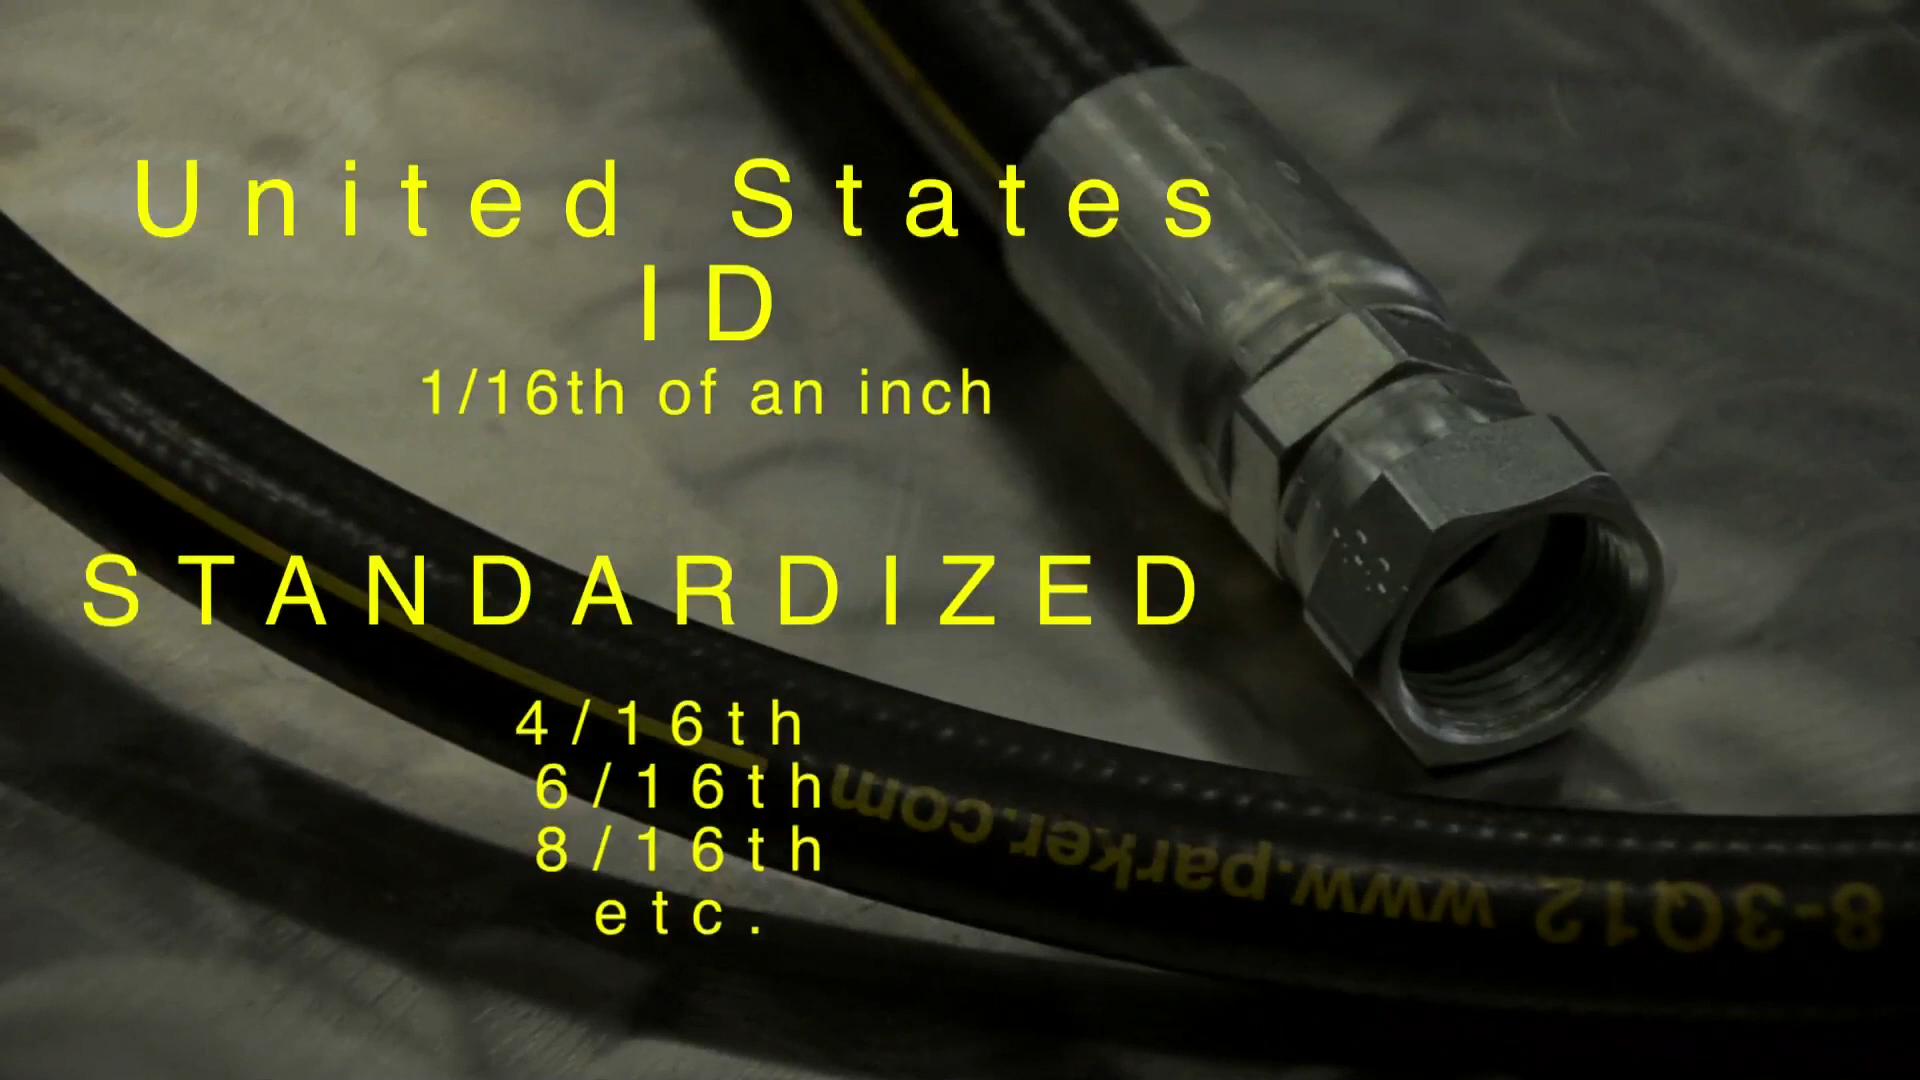 United States
ID
1/16th of an inch
STANDARDIZED
4/16th
6/16th
8/16th
etc.
8-3Q12 www.parker.com